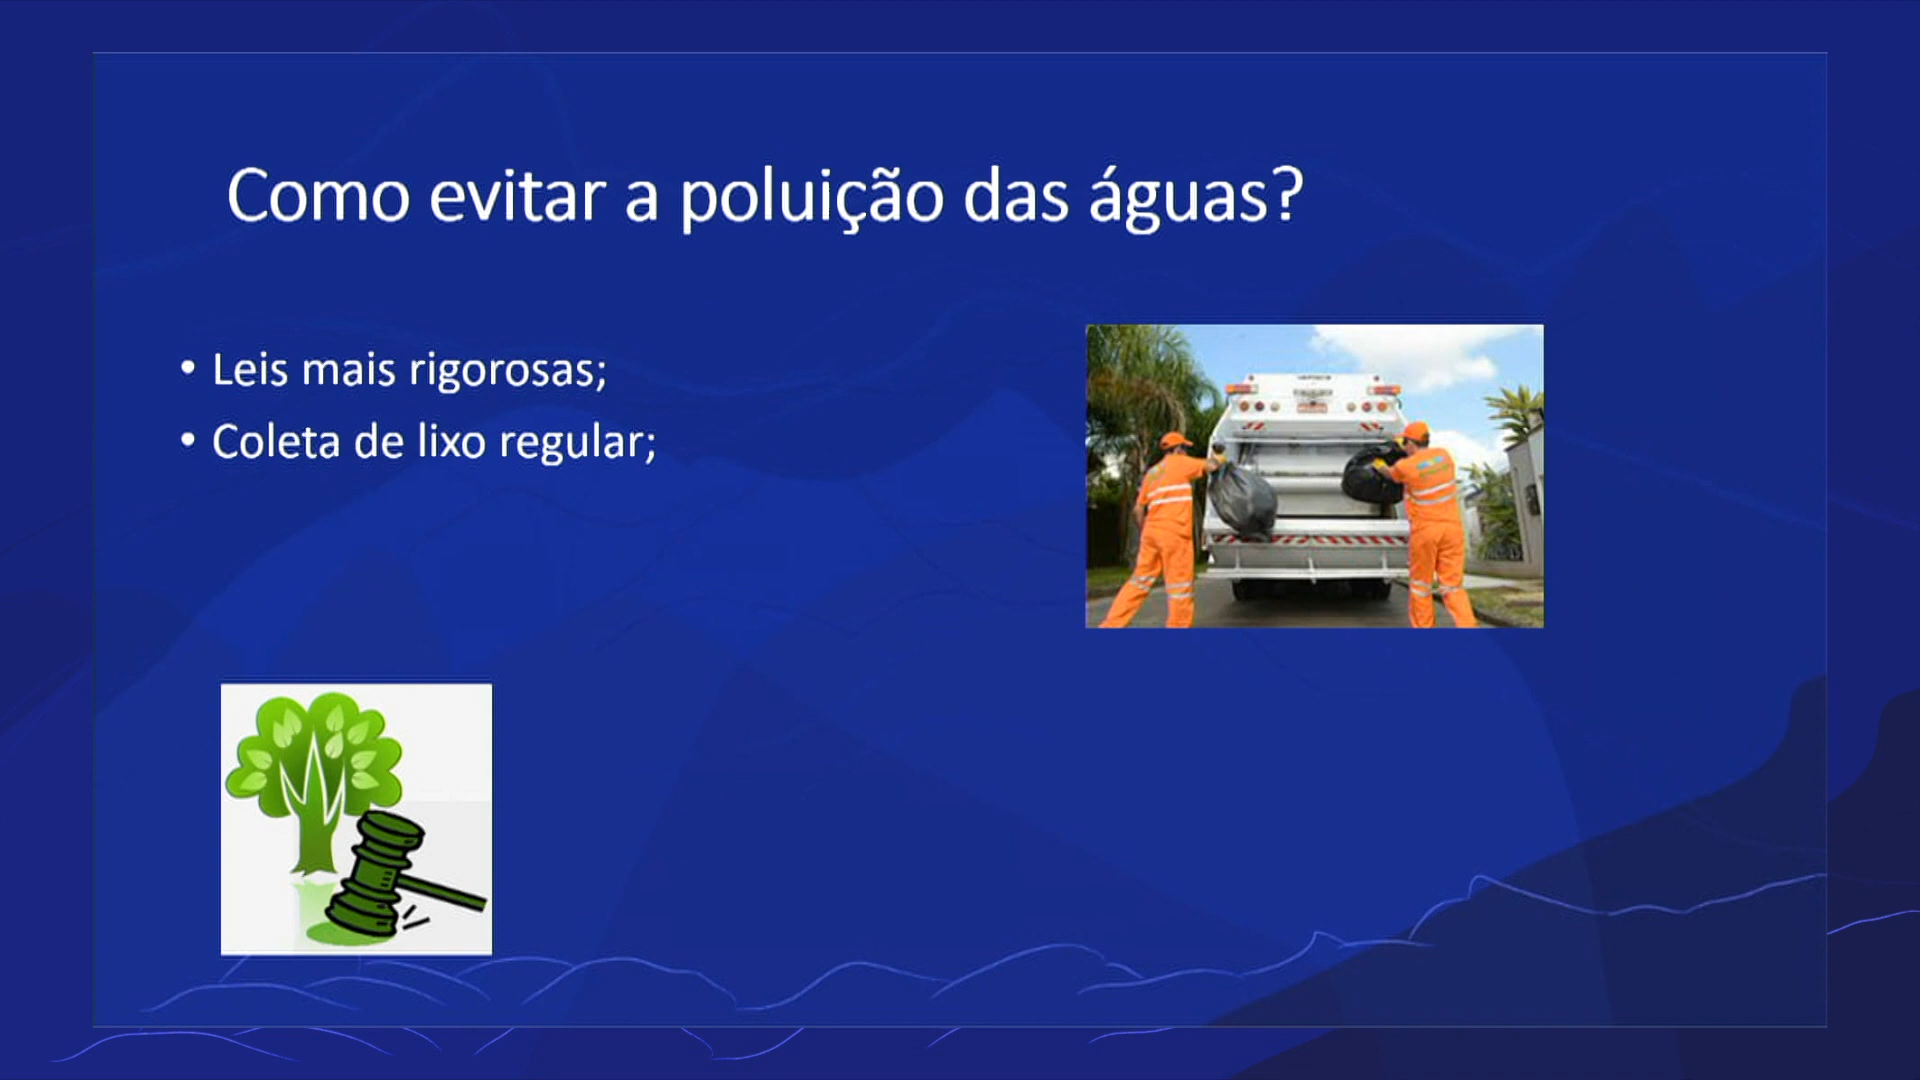 Como evitar a poluição das águas?
• Leis mais rigorosas;
• Coleta de lixo regular;